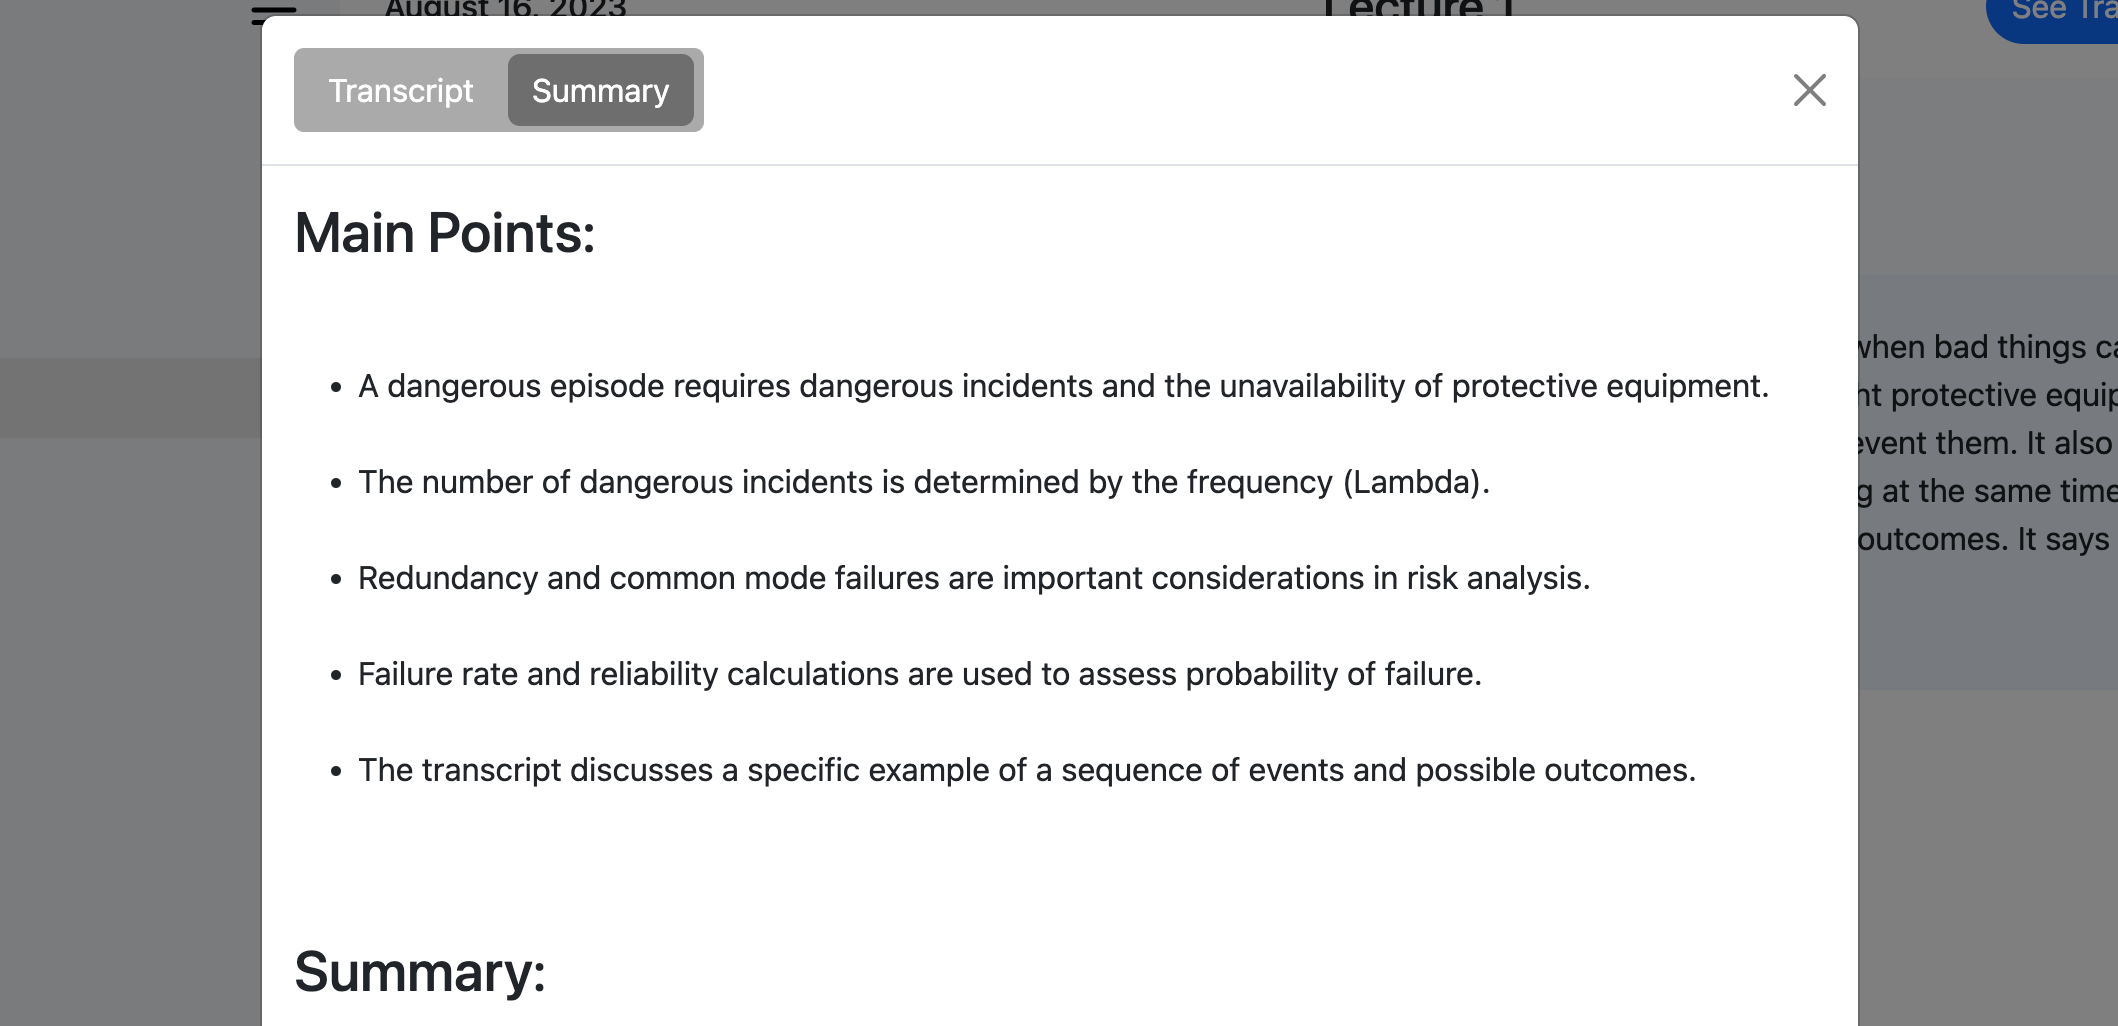 August 16, 2023
Lecture 1
See Tra
Transcript
Summary
Main Points:
• A dangerous episode requires dangerous incidents and the unavailability of protective equipment.
• The number of dangerous incidents is determined by the frequency (Lambda).
• Redundancy and common mode failures are important considerations in risk analysis.
• Failure rate and reliability calculations are used to assess probability of failure.
• The transcript discusses a specific example of a sequence of events and possible outcomes.
Summary:
when bad things ca
nt protective equip
event them. It also
g at the same time
outcomes. It says